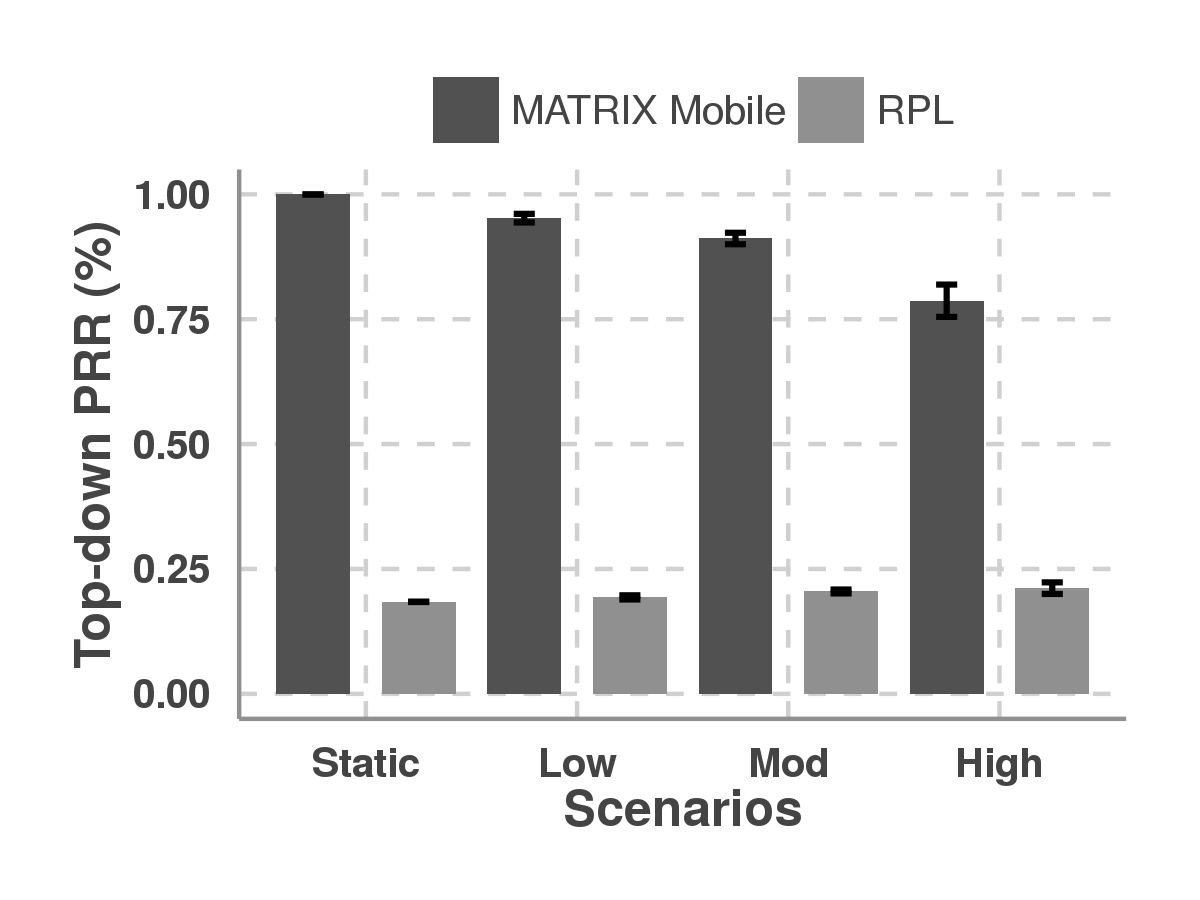 MATRIX Mobile RPL
Top-down PRR (%)
1.00
0.75
0.50
0.25
0.00
Static Low Mod High
Scenarios